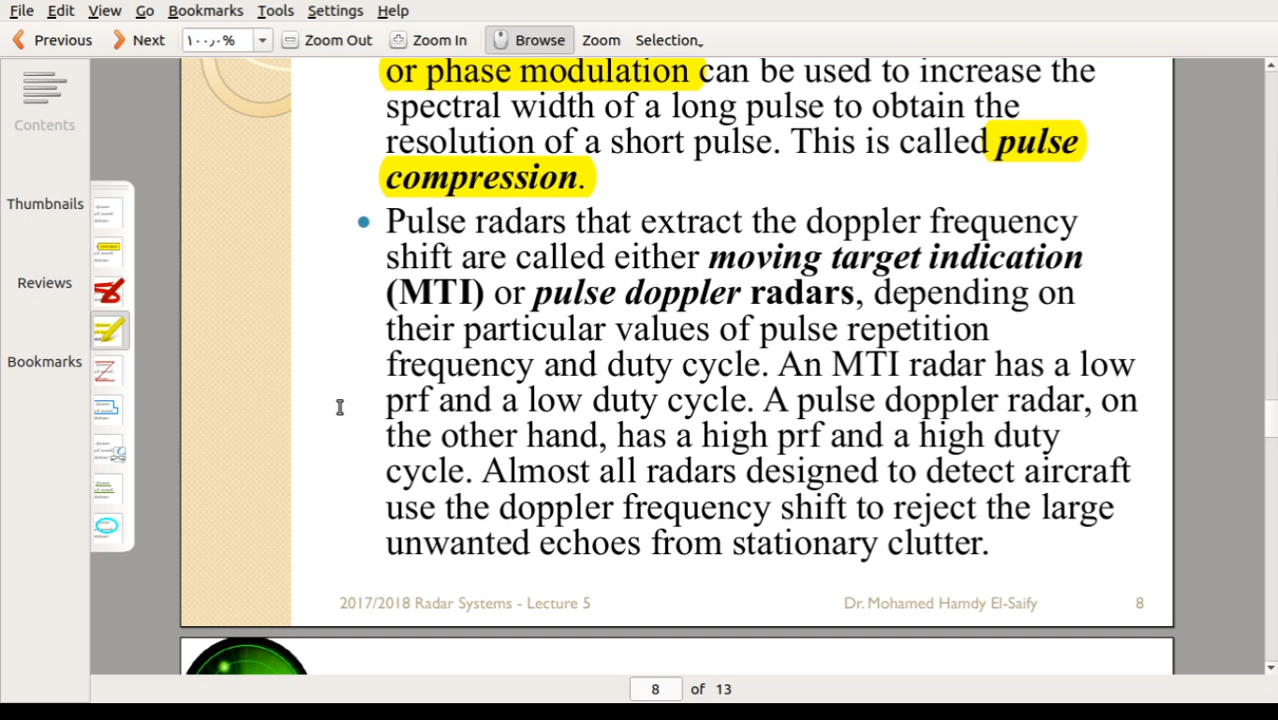 File Edit View Go Bookmarks Tools Settings Help
Previous Next ١٠٠٫٠% Zoom Out Zoom In Browse Zoom Selection
Contents
Thumbnails
Reviews
Bookmarks
or phase modulation can be used to increase the
spectral width of a long pulse to obtain the
resolution of a short pulse. This is called pulse
compression.
Pulse radars that extract the doppler frequency
shift are called either moving target indication
(MTI) or pulse doppler radars, depending on
their particular values of pulse repetition
frequency and duty cycle. An MTI radar has a low
prf and a low duty cycle. A pulse doppler radar, on
the other hand, has a high prf and a high duty
cycle. Almost all radars designed to detect aircraft
use the doppler frequency shift to reject the large
unwanted echoes from stationary clutter.
2017/2018 Radar Systems - Lecture 5 Dr. Mohamed Hamdy El-Saify 8
8 of 13